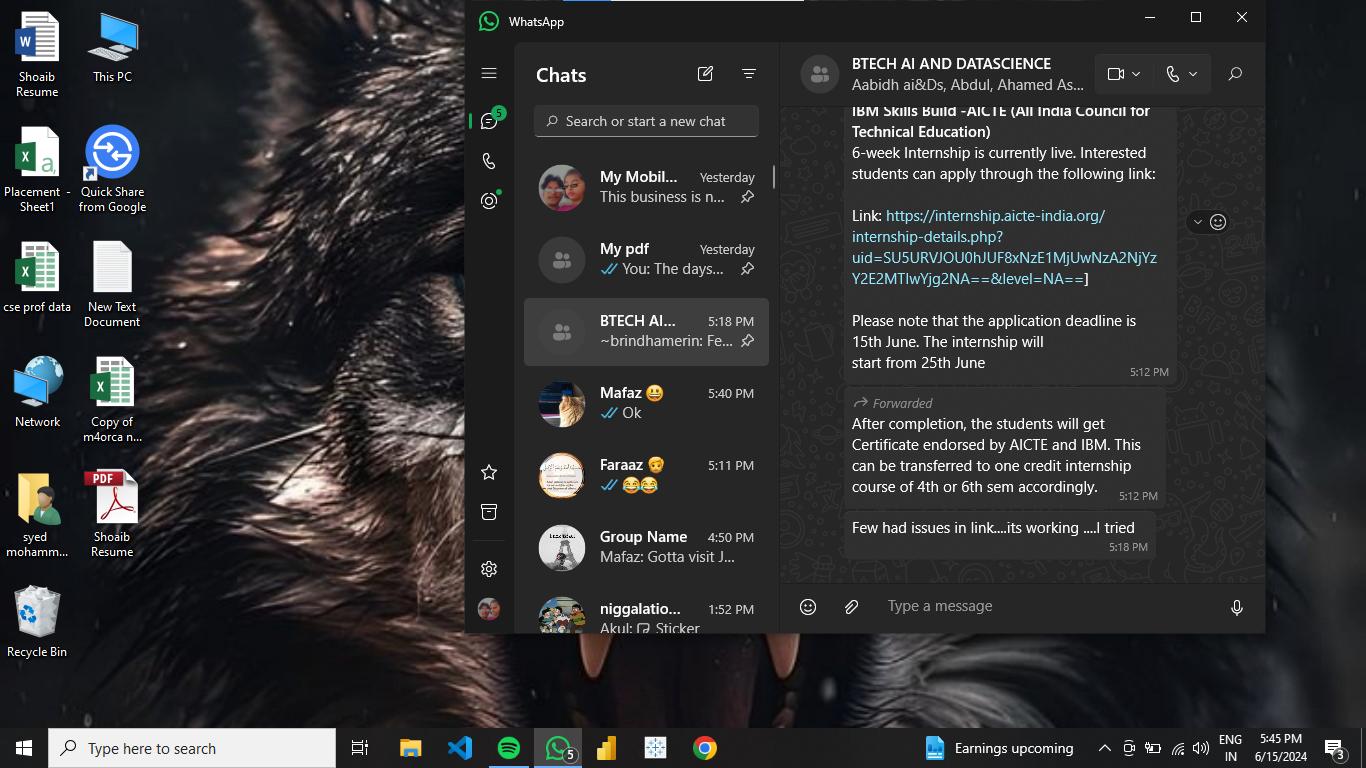 Shoaib
Resume
This PC
Placement -
Sheet1
Quick Share
from Google
cse prof data
New Text
Document
Network
Copy of
m4orca n...
syed
mohamm...
PDF
Shoaib
Resume
Recycle Bin
WhatsApp
5
Chats
Search or start a new chat
My Mobil... Yesterday
This business is n...
My pdf Yesterday
You: The days...
BTECH AI... 5:18 PM
~brindhamerin: Fe...
Mafaz 😃 5:40 PM
Ok
Faraaz 5:11 PM
😂😂
Group Name 4:50 PM
Mafaz: Gotta visit J...
niggalatio... 1:52 PM
Akul: Sticker
BTECH AI AND DATASCIENCE
Aabidh ai&Ds, Abdul, Ahamed As...
IBM Skills Build -AICTE (All India Council for
Technical Education)
6-week Internship is currently live. Interested
students can apply through the following link:
Link: https://internship.aicte-india.org/
internship-details.php?
uid=SU5URVJOU0hJUF8xNzE1MjUwNzA2NjYz
Y2E2MTIwYjg2NA==&level=NA==]
Please note that the application deadline is
15th June. The internship will
start from 25th June
5:12 PM
Forwarded
After completion, the students will get
Certificate endorsed by AICTE and IBM. This
can be transferred to one credit internship
course of 4th or 6th sem accordingly.
5:12 PM
Few had issues in link....its working ....I tried
5:18 PM
Type a message
Type here to search
5
Earnings upcoming
ENG
IN
5:45 PM
6/15/2024
3